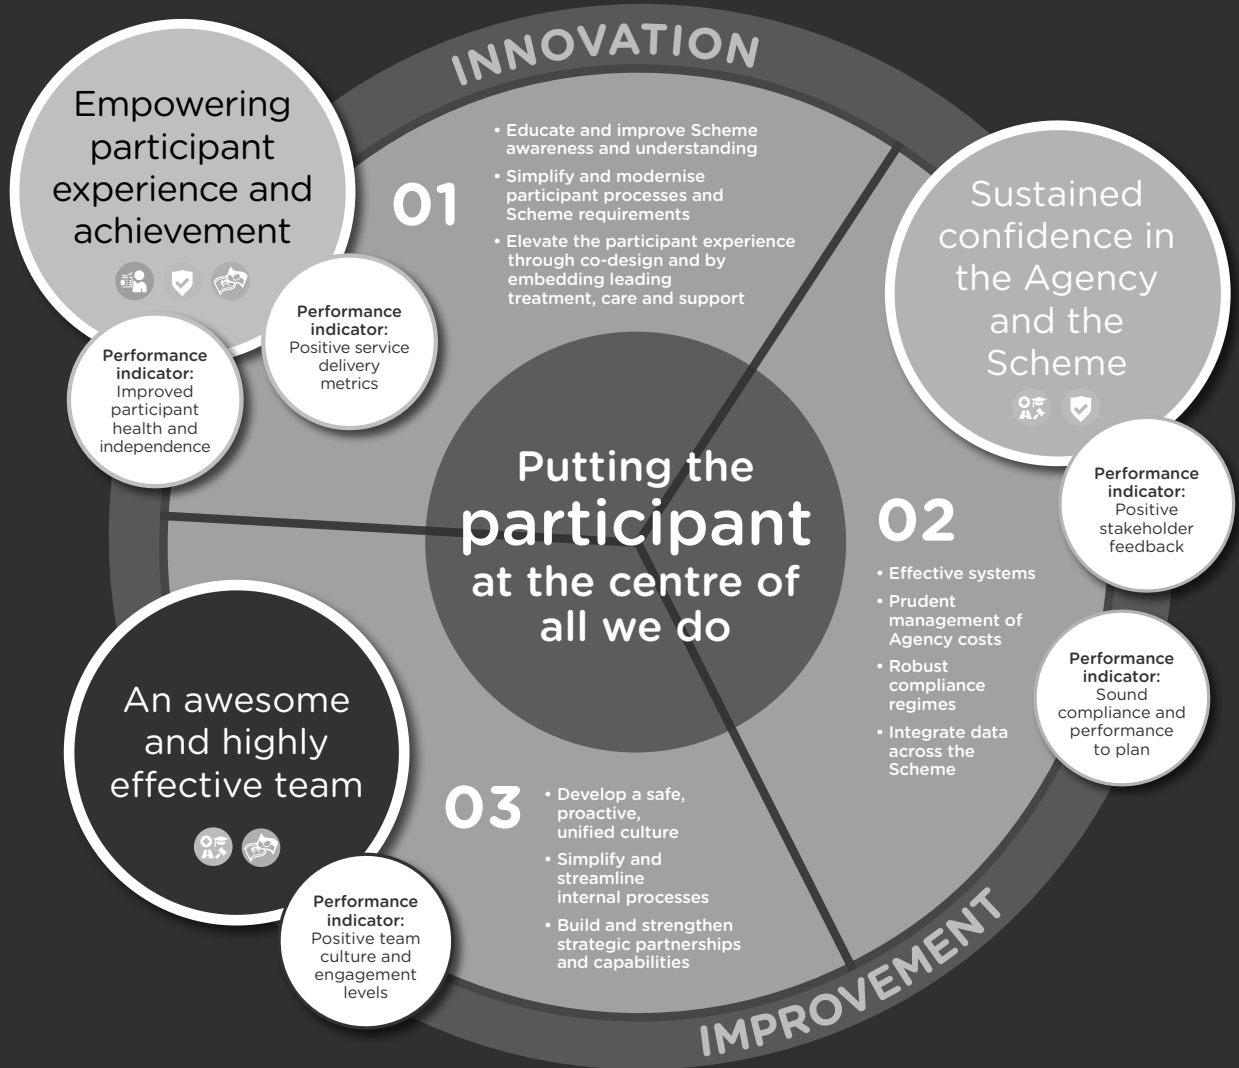 INNOVATION
Empowering
participant
experience and
achievement
Performance
indicator:
Improved
participant
health and
independence
Performance
indicator:
Positive service
delivery
metrics
01
• Educate and improve Scheme
awareness and understanding
• Simplify and modernise
participant processes and
Scheme requirements
• Elevate the participant experience
through co-design and by
embedding leading
treatment, care and support
Sustained
confidence in
the Agency
and the
Scheme
Performance
indicator:
Positive
stakeholder
feedback
Performance
indicator:
Sound
compliance and
performance
to plan
02
• Effective systems
• Prudent
management of
Agency costs
• Robust
compliance
regimes
• Integrate data
across the
Scheme
Putting the
participant
at the centre of
all we do
An awesome
and highly
effective team
Performance
indicator:
Positive team
culture and
engagement
levels
03
• Develop a safe,
proactive,
unified culture
• Simplify and
streamline
internal processes
• Build and strengthen
strategic partnerships
and capabilities
IMPROVEMENT